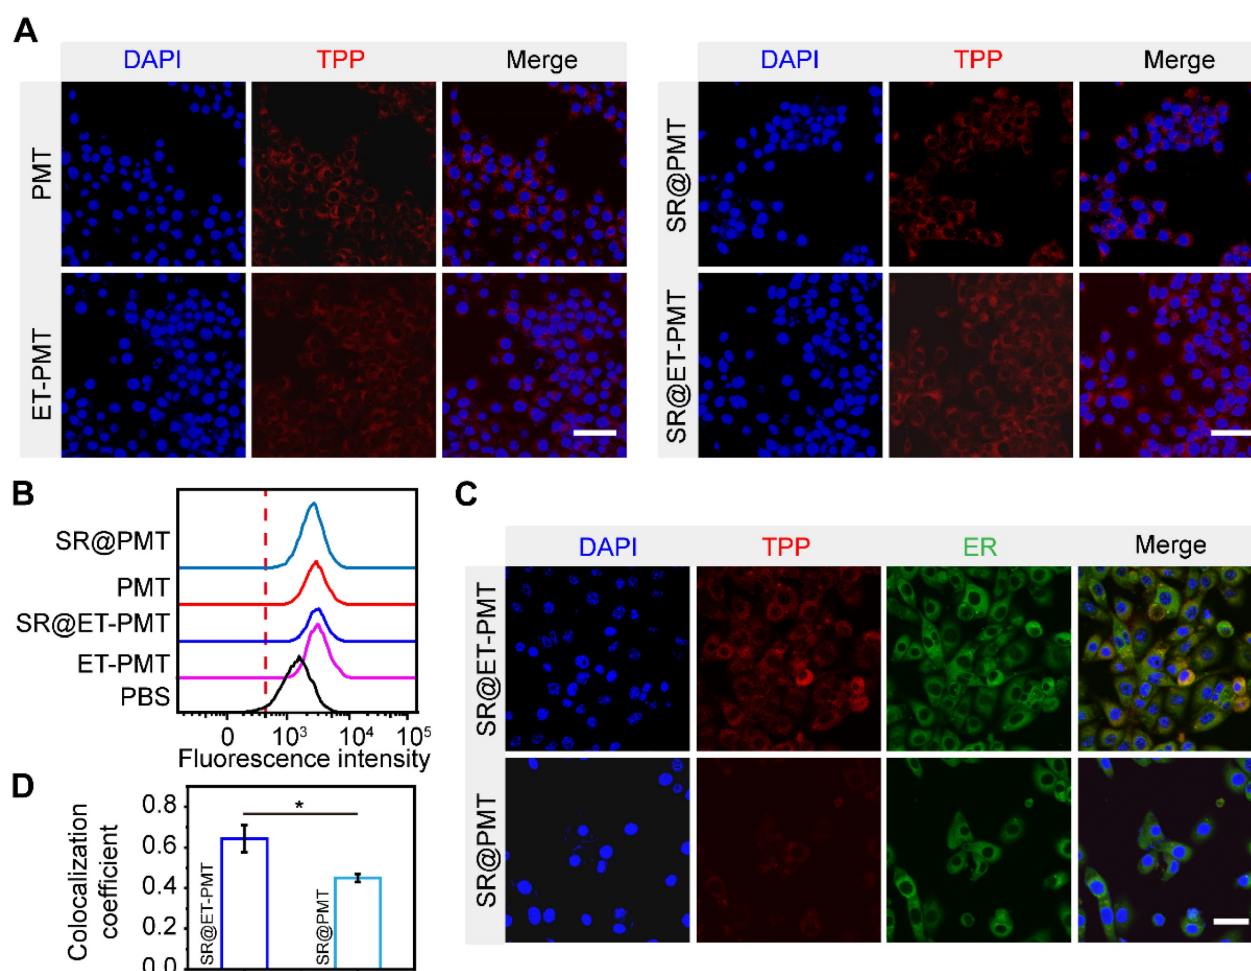 A
DAPI TPP Merge
DAPI TPP Merge
PMT
ET-PMT
SR@PMT
SR@ET-PMT
B
SR@PMT
PMT
SR@ET-PMT
ET-PMT
PBS
0 10³ 10⁴ 10⁵
Fluorescence intensity
C
DAPI TPP ER Merge
SR@ET-PMT
SR@PMT
D
Colocalization
coefficient
0.8
0.6
0.4
0.2
0.0
*
SR@ET-PMT
SR@PMT